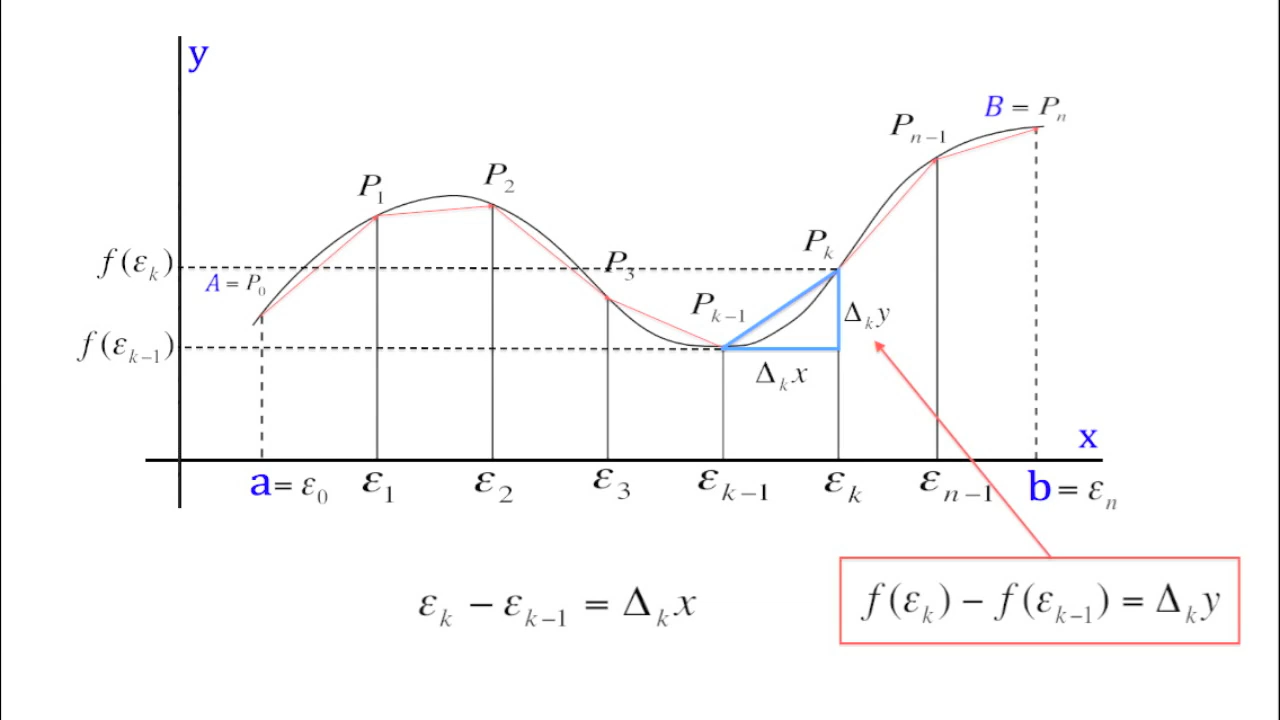 y
B = Pₙ
Pₙ₋₁
P₁
P₂
f(εₖ)
A = P₀
P₃
Pₖ
Pₖ₋₁
Δₖy
f(εₖ₋₁)
Δₖx
x
a = ε₀
ε₁
ε₂
ε₃
εₖ₋₁
εₖ
εₙ₋₁
b = εₙ
εₖ − εₖ₋₁ = Δₖx
f(εₖ) − f(εₖ₋₁) = Δₖy